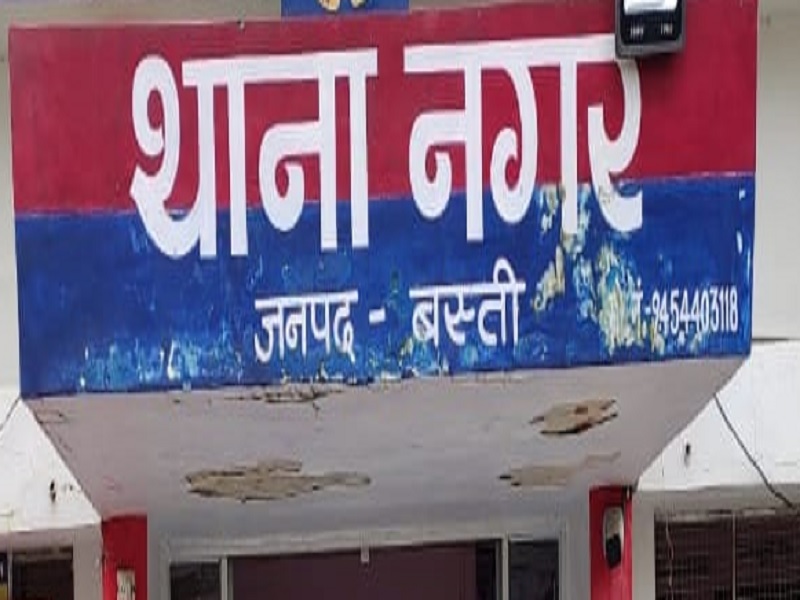 थाना नगर
जनपद - बस्ती
नं.-9454403118